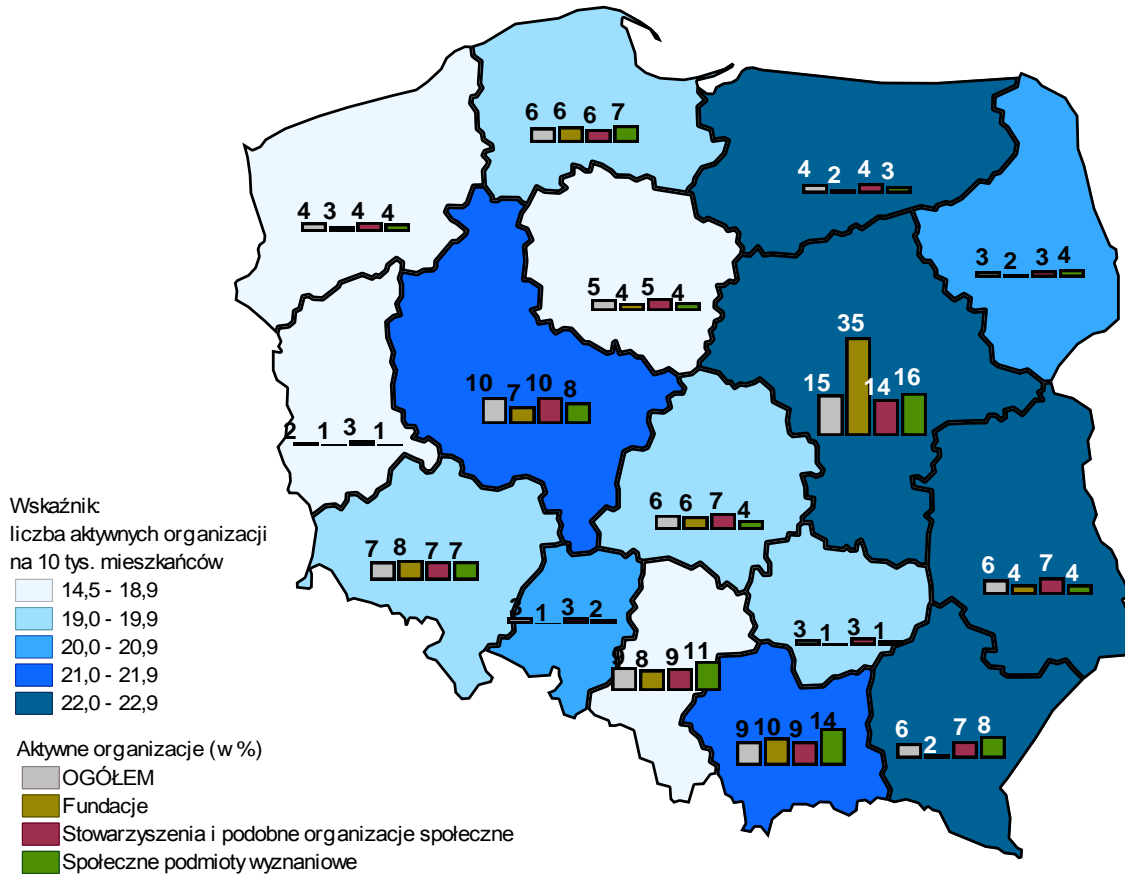 6 6 6 7
4 2 4 3
4 3 4 4
3 2 3 4
5 4 5 4
35
15 14 16
10 7 10 8
2 1 3 1
6 6 7 4
7 8 7 7
6 4 7 4
3 1 3 2
3 1 3 1
9 8 9 11
9 10 9 14
6 2 7 8
Wskaźnik:
liczba aktywnych organizacji
na 10 tys. mieszkańców
14,5 - 18,9
19,0 - 19,9
20,0 - 20,9
21,0 - 21,9
22,0 - 22,9
Aktywne organizacje (w %)
OGÓŁEM
Fundacje
Stowarzyszenia i podobne organizacje społeczne
Społeczne podmioty wyznaniowe